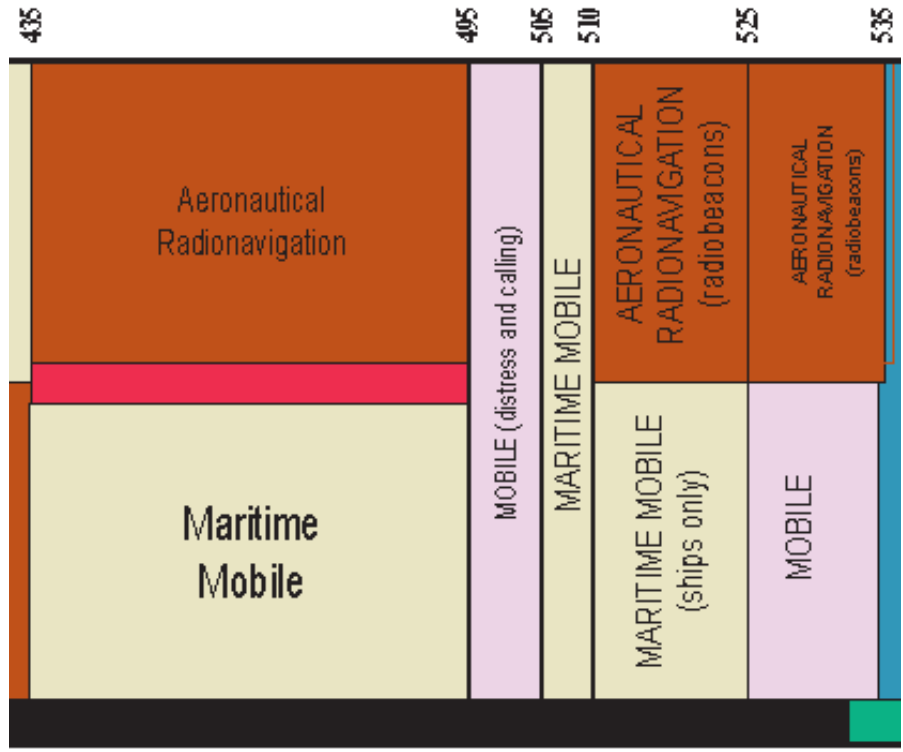 435
495
505
510
525
535
Aeronautical
Radionavigation
Maritime
Mobile
MOBILE (distress and calling)
MARITIME MOBILE
AERONAUTICAL
RADIONAVIGATION
(radiobeacons)
MARITIME MOBILE
(ships only)
AERONAUTICAL
RADIONAVIGATION
(radiobeacons)
MOBILE